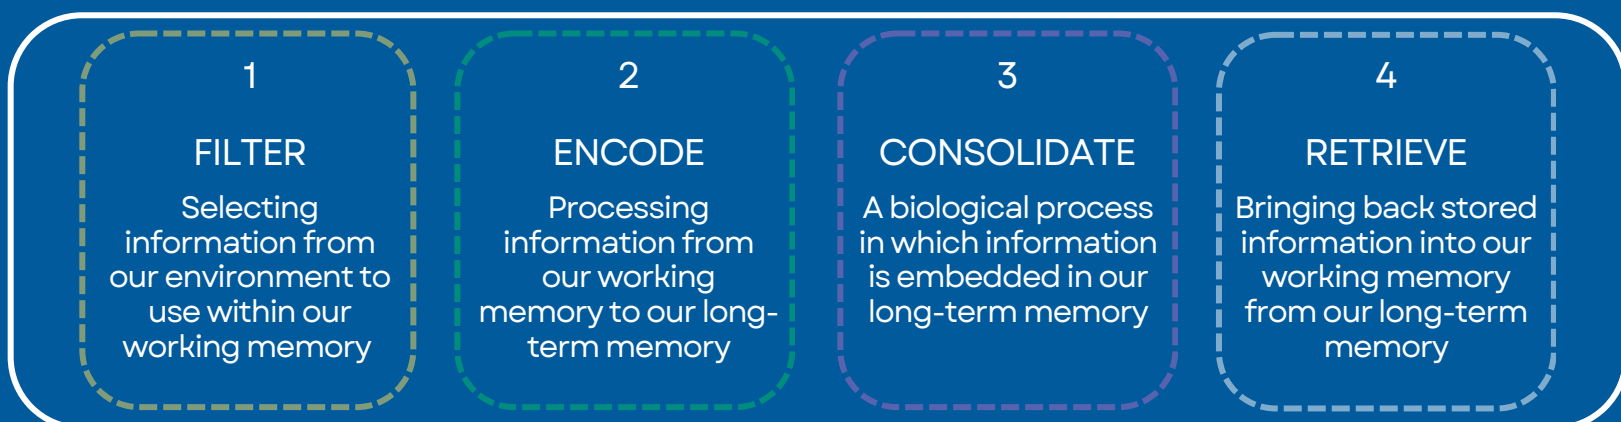 1
FILTER
Selecting
information from
our environment to
use within our
working memory
2
ENCODE
Processing
information from
our working
memory to our long-
term memory
3
CONSOLIDATE
A biological process
in which information
is embedded in our
long-term memory
4
RETRIEVE
Bringing back stored
information into our
working memory
from our long-term
memory